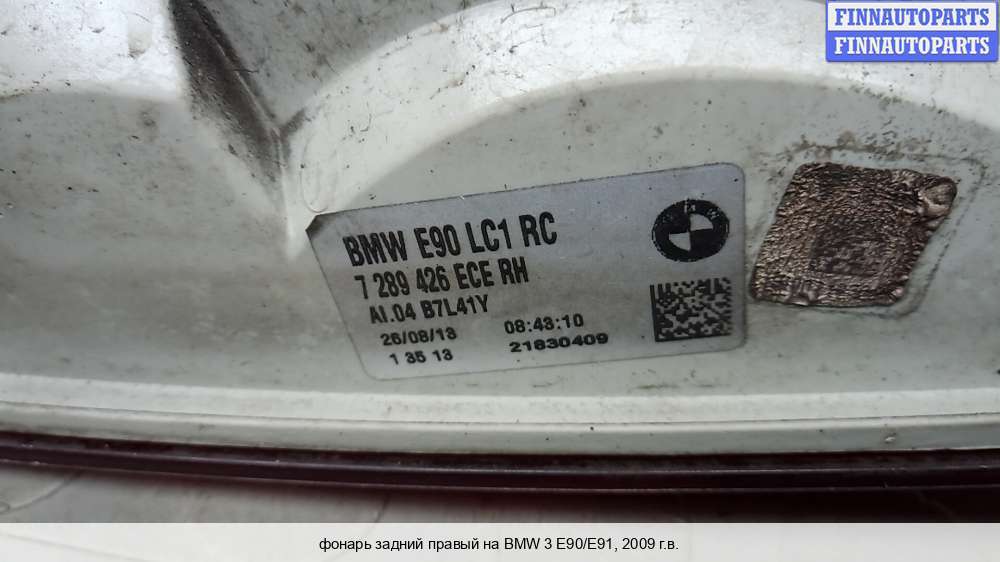 FINNAUTOPARTS
FINNAUTOPARTS
BMW E90 LC1 RC
7 289 426 ECE RH
AI.04 B7L41Y
26/08/13 08:43:10
1 35 13 21830409
фонарь задний правый на BMW 3 E90/E91, 2009 г.в.